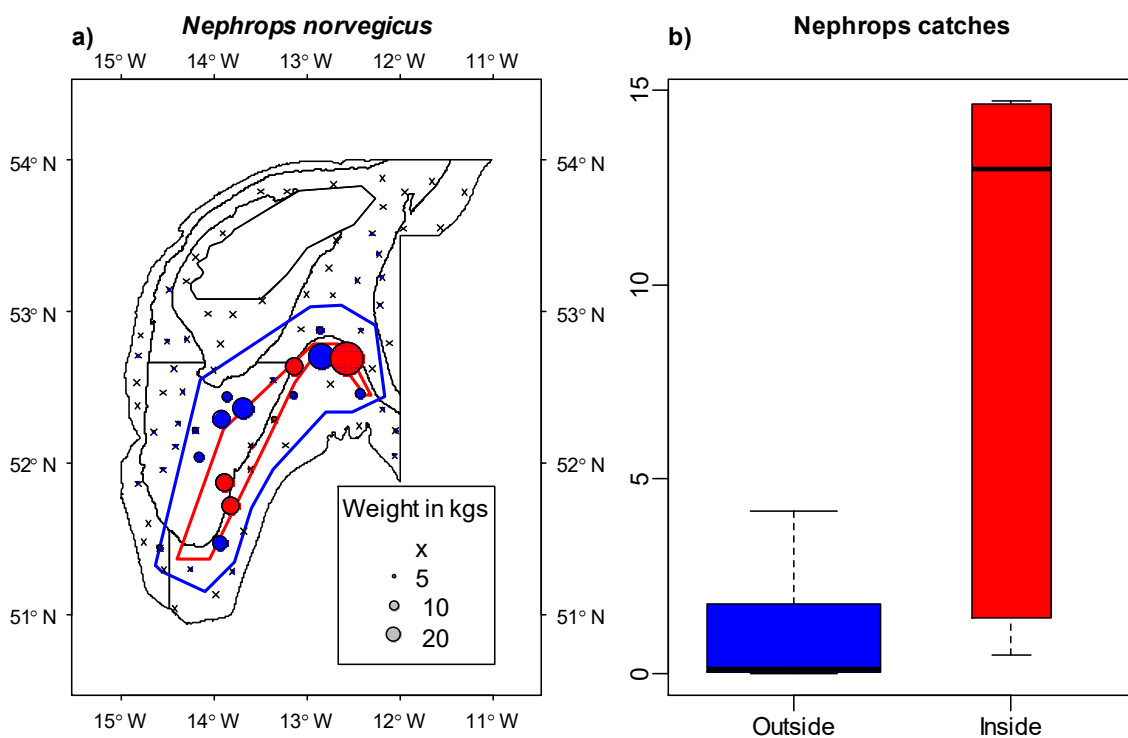 Nephrops norvegicus
a)
15° W 14° W 13° W 12° W 11° W
54° N 54° N
53° N 53° N
52° N 52° N
51° N 51° N
Weight in kgs
x
5
10
20
15° W 14° W 13° W 12° W 11° W
Nephrops catches
b)
15
10
5
0
Outside Inside